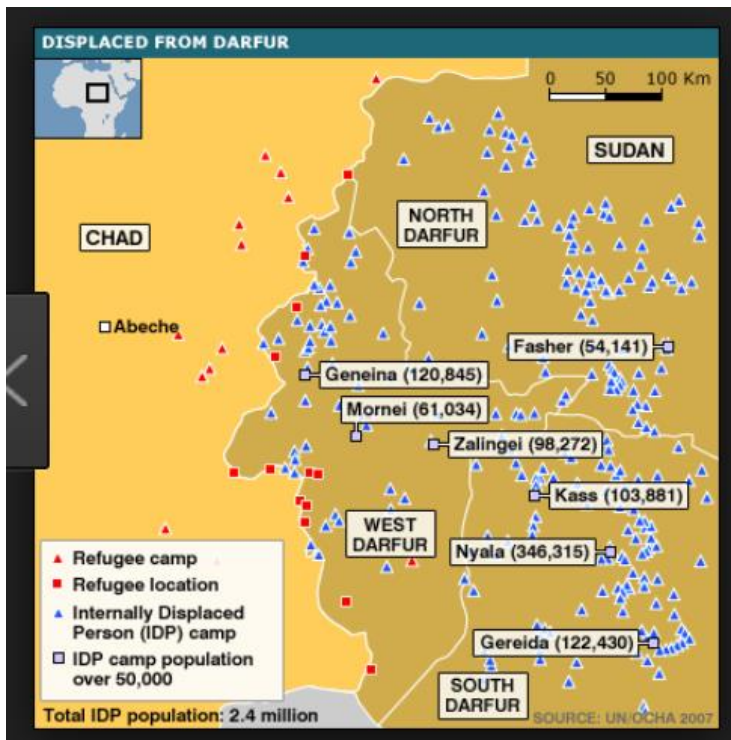 DISPLACED FROM DARFUR
0 50 100 Km
SUDAN
NORTH
DARFUR
CHAD
Abeche
Fasher (54,141)
Geneina (120,845)
Mornei (61,034)
Zalingei (98,272)
Kass (103,881)
WEST
DARFUR
Nyala (346,315)
Gereida (122,430)
SOUTH
DARFUR
Refugee camp
Refugee location
Internally Displaced
Person (IDP) camp
IDP camp population
over 50,000
Total IDP population: 2.4 million
SOURCE: UN/OCHA 2007